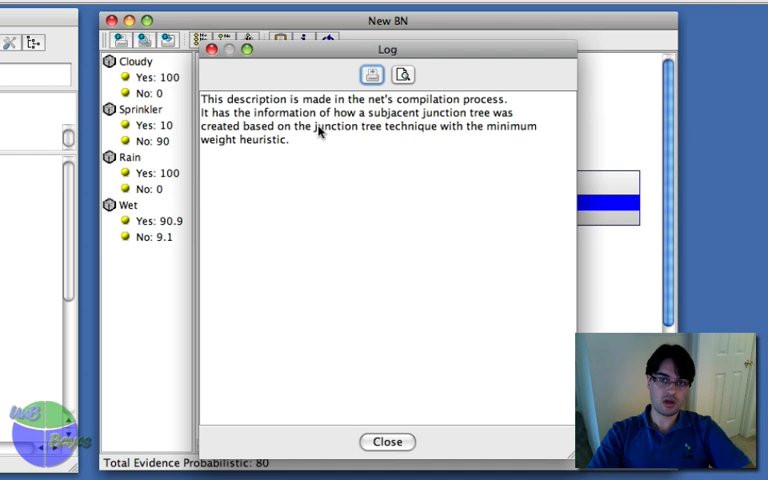 New BN
Log
Cloudy
Yes: 100
No: 0
Sprinkler
Yes: 10
No: 90
Rain
Yes: 100
No: 0
Wet
Yes: 90.9
No: 9.1
This description is made in the net's compilation process.
It has the information of how a subjacent junction tree was
created based on the junction tree technique with the minimum
weight heuristic.
Close
Total Evidence Probabilistic: 80
UnB
Bayes